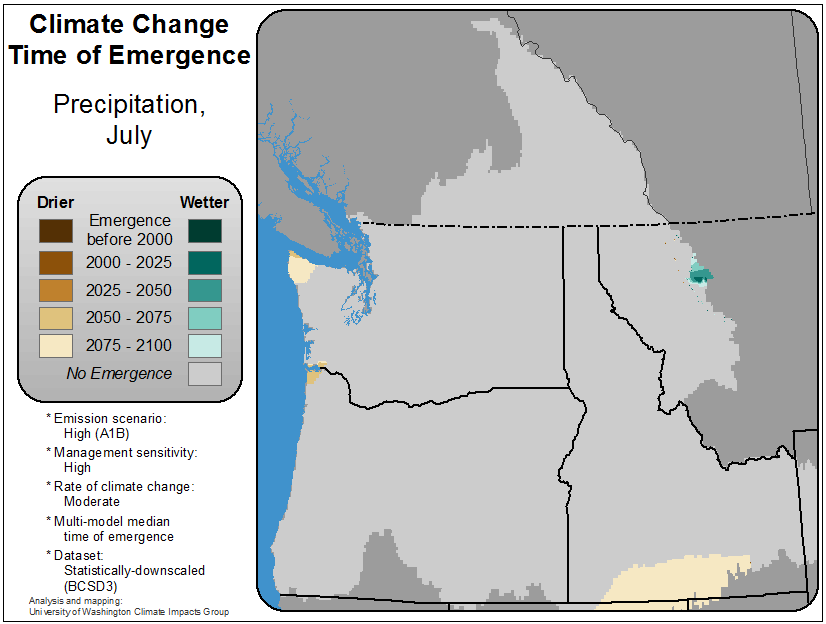 Climate Change
Time of Emergence
Precipitation,
July
Drier
Wetter
Emergence
before 2000
2000 - 2025
2025 - 2050
2050 - 2075
2075 - 2100
No Emergence
* Emission scenario:
High (A1B)
* Management sensitivity:
High
* Rate of climate change:
Moderate
* Multi-model median
time of emergence
* Dataset:
Statistically-downscaled
(BCSD3)
Analysis and mapping:
University of Washington Climate Impacts Group